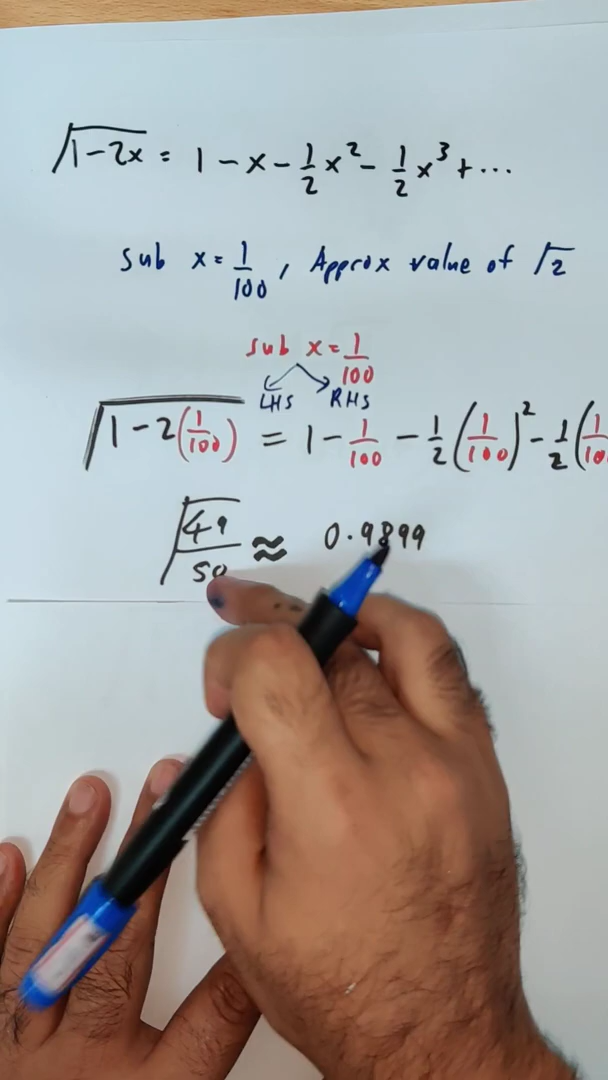 √1-2x = 1 - x - 1/2 x² - 1/2 x³ + ...
sub x = 1/100, Approx value of √2
sub x = 1/100
LHS RHS
√1-2(1/100) = 1 - 1/100 - 1/2 (1/100)² - 1/2 (1/10
√49/50 ≈ 0.9899